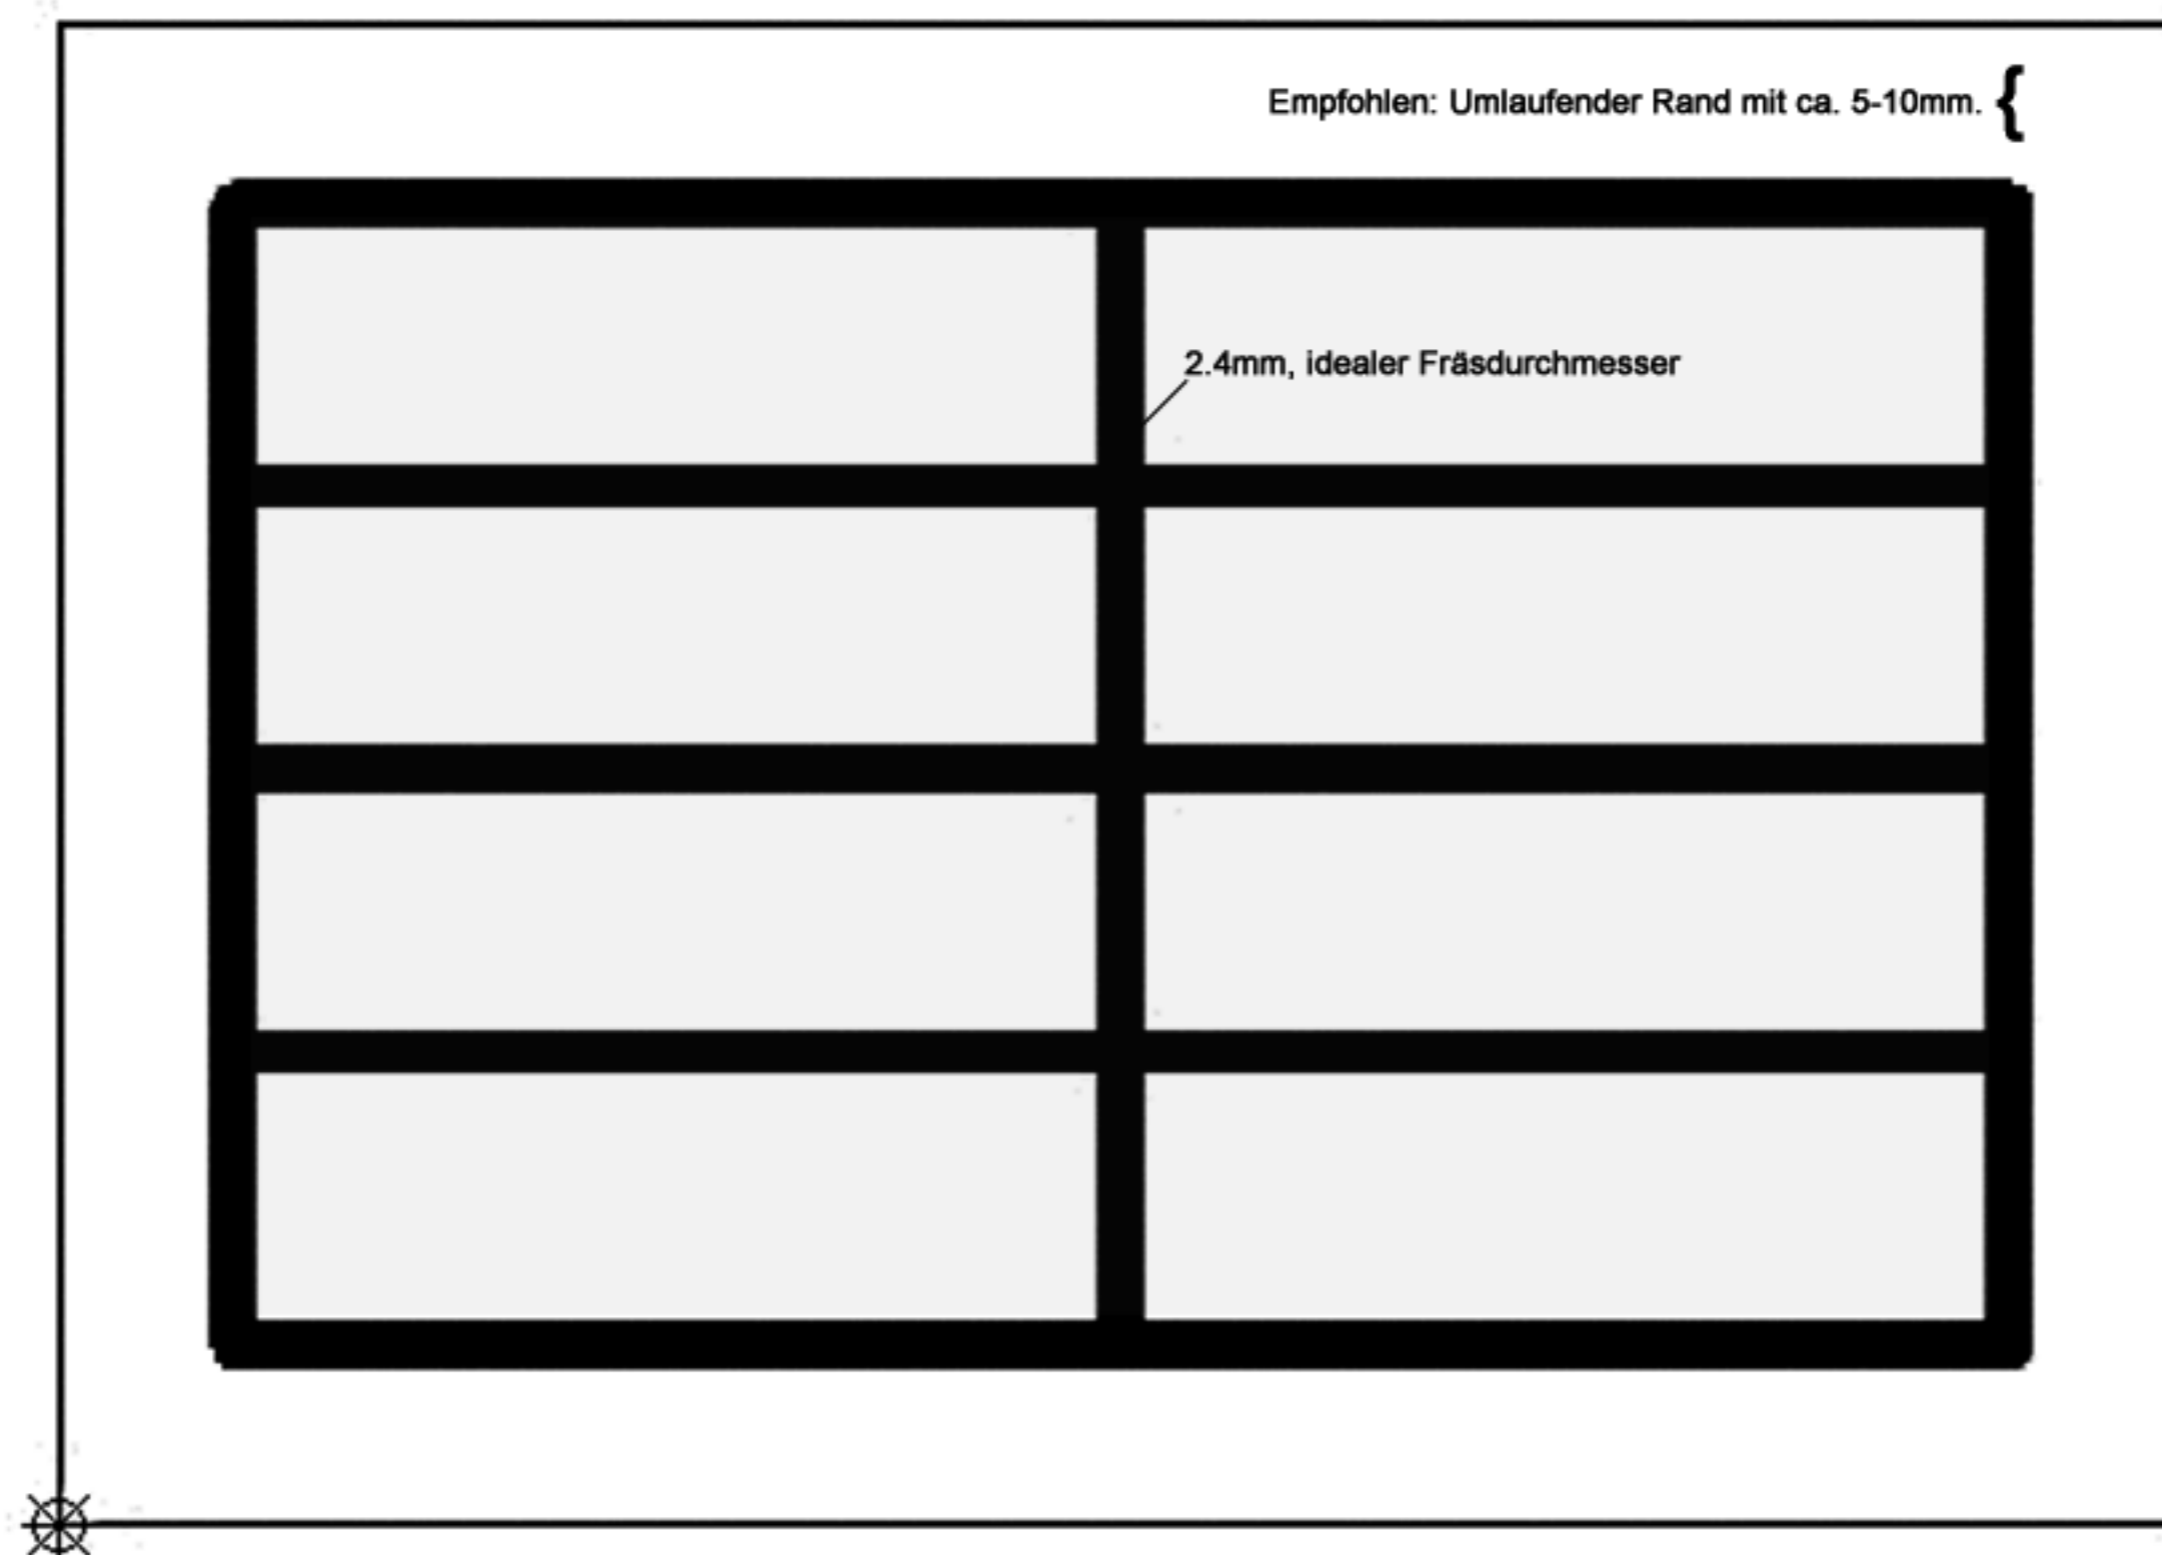 Empfohlen: Umlaufender Rand mit ca. 5-10mm. {
2.4mm, idealer Fräsdurchmesser